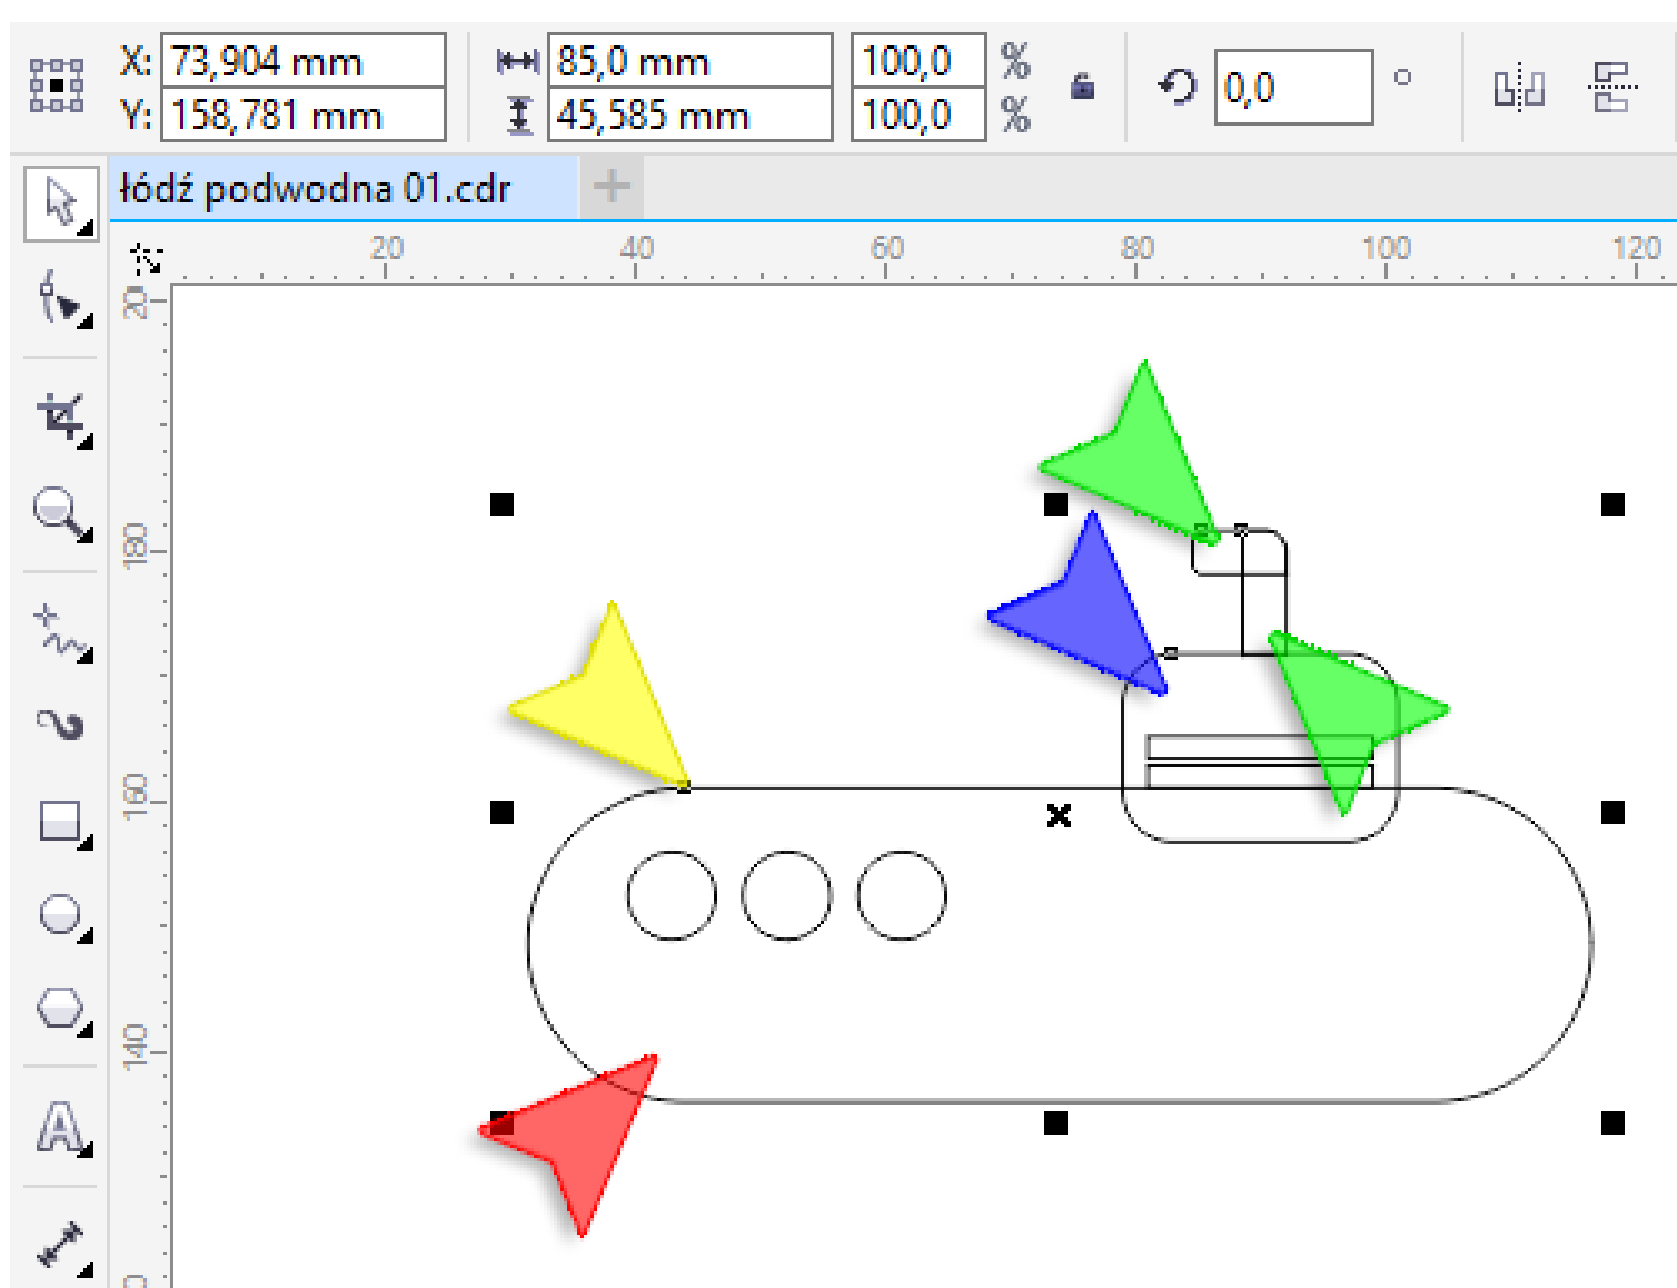 X: 73,904 mm 85,0 mm 100,0 % 0,0 °
Y: 158,781 mm 45,585 mm 100,0 %
łódź podwodna 01.cdr
20 40 60 80 100 120
180
160
140